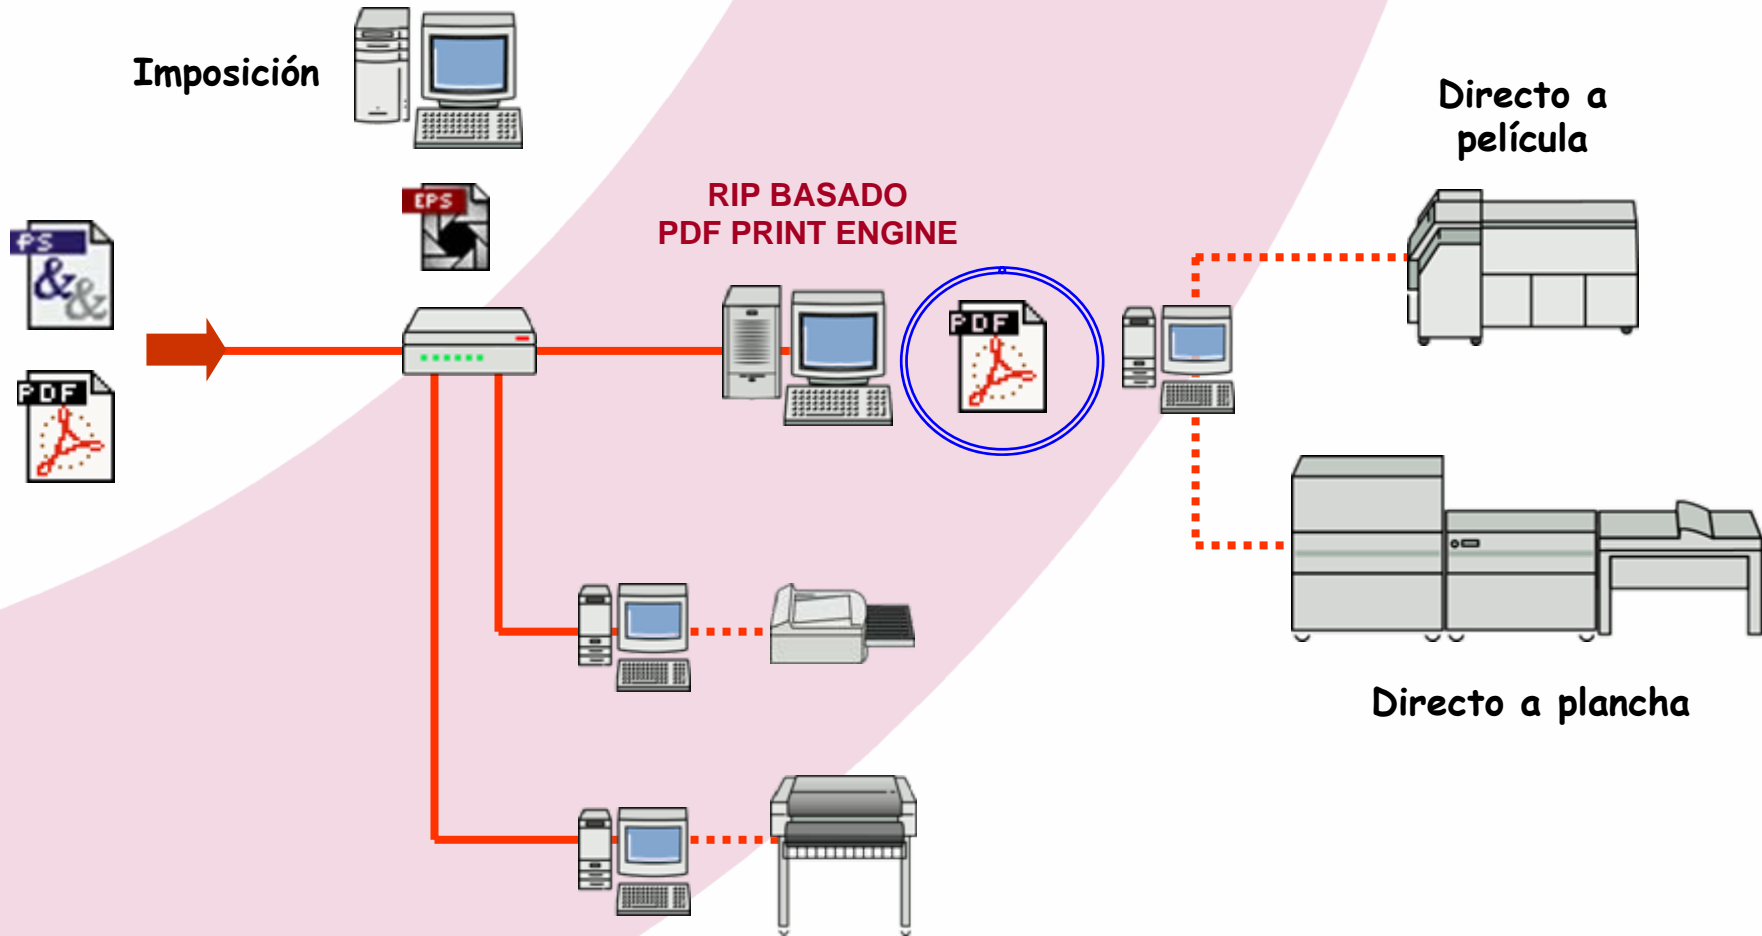 Imposición
Directo a
película
EPS
RIP BASADO
PDF PRINT ENGINE
PS
&&
PDF
PDF
Directo a plancha